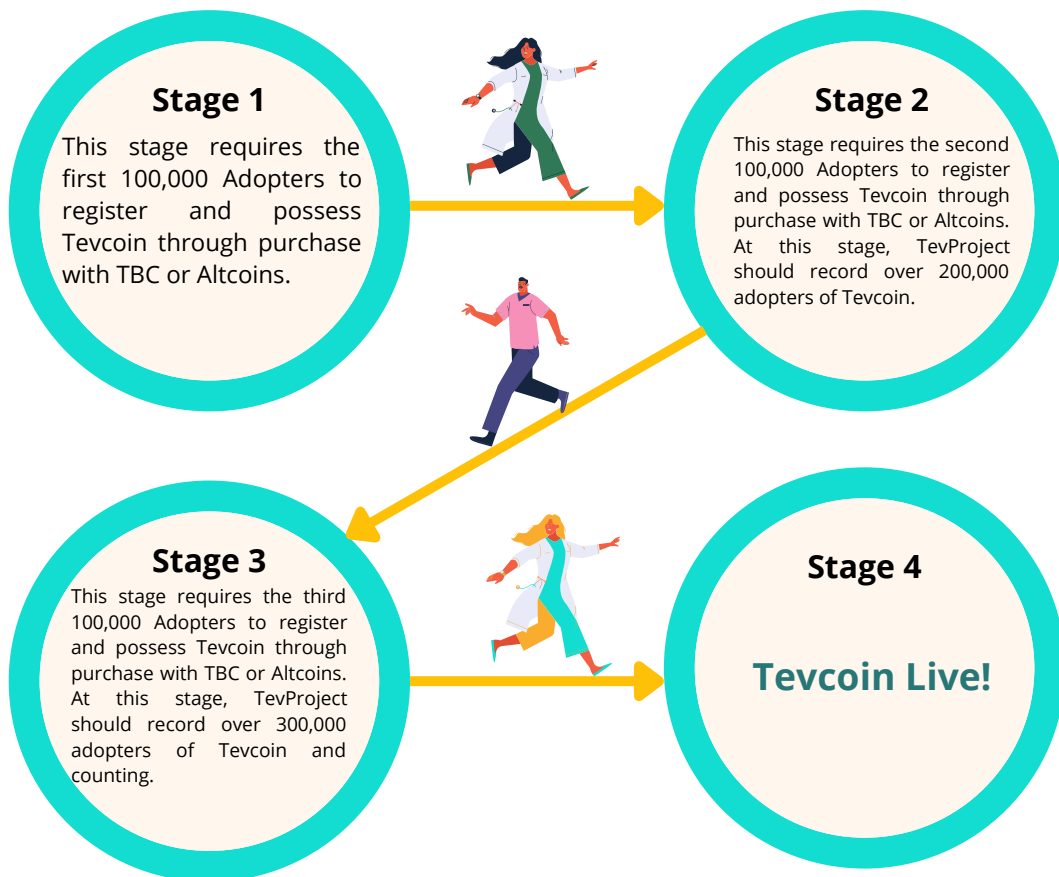 Stage 1
This stage requires the
first 100,000 Adopters to
register and possess
Tevcoin through purchase
with TBC or Altcoins.
Stage 2
This stage requires the second
100,000 Adopters to register
and possess Tevcoin through
purchase with TBC or Altcoins.
At this stage, TevProject
should record over 200,000
adopters of Tevcoin.
Stage 3
This stage requires the third
100,000 Adopters to register
and possess Tevcoin through
purchase with TBC or Altcoins.
At this stage, TevProject
should record over 300,000
adopters of Tevcoin and
counting.
Stage 4
Tevcoin Live!